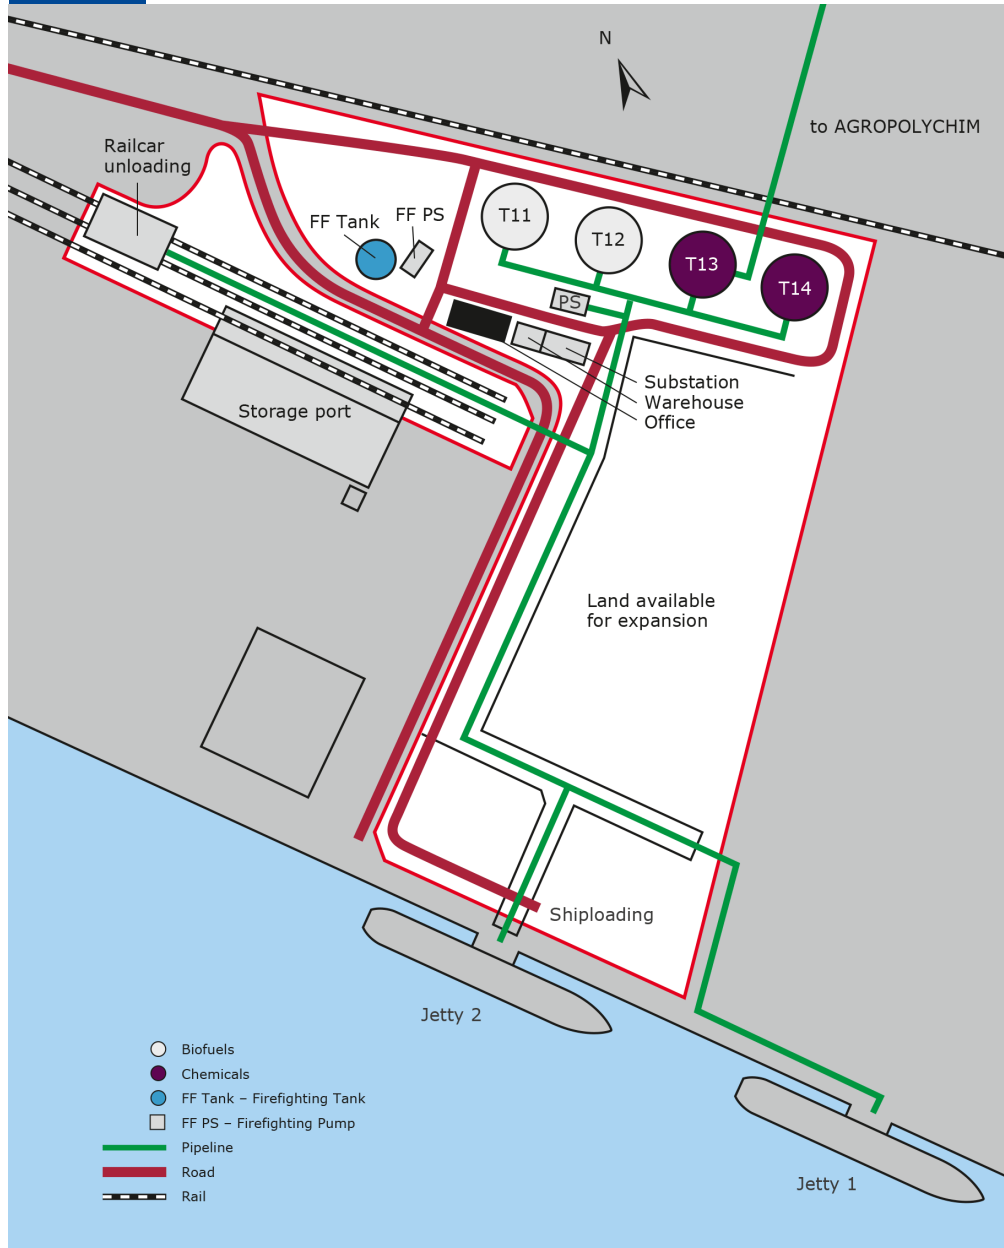 N
to AGROPOLYCHIM
Railcar
unloading
FF Tank
FF PS
T11
T12
T13
T14
PS
Substation
Warehouse
Office
Storage port
Land available
for expansion
Shiploading
Jetty 2
Jetty 1
Biofuels
Chemicals
FF Tank – Firefighting Tank
FF PS – Firefighting Pump
Pipeline
Road
Rail